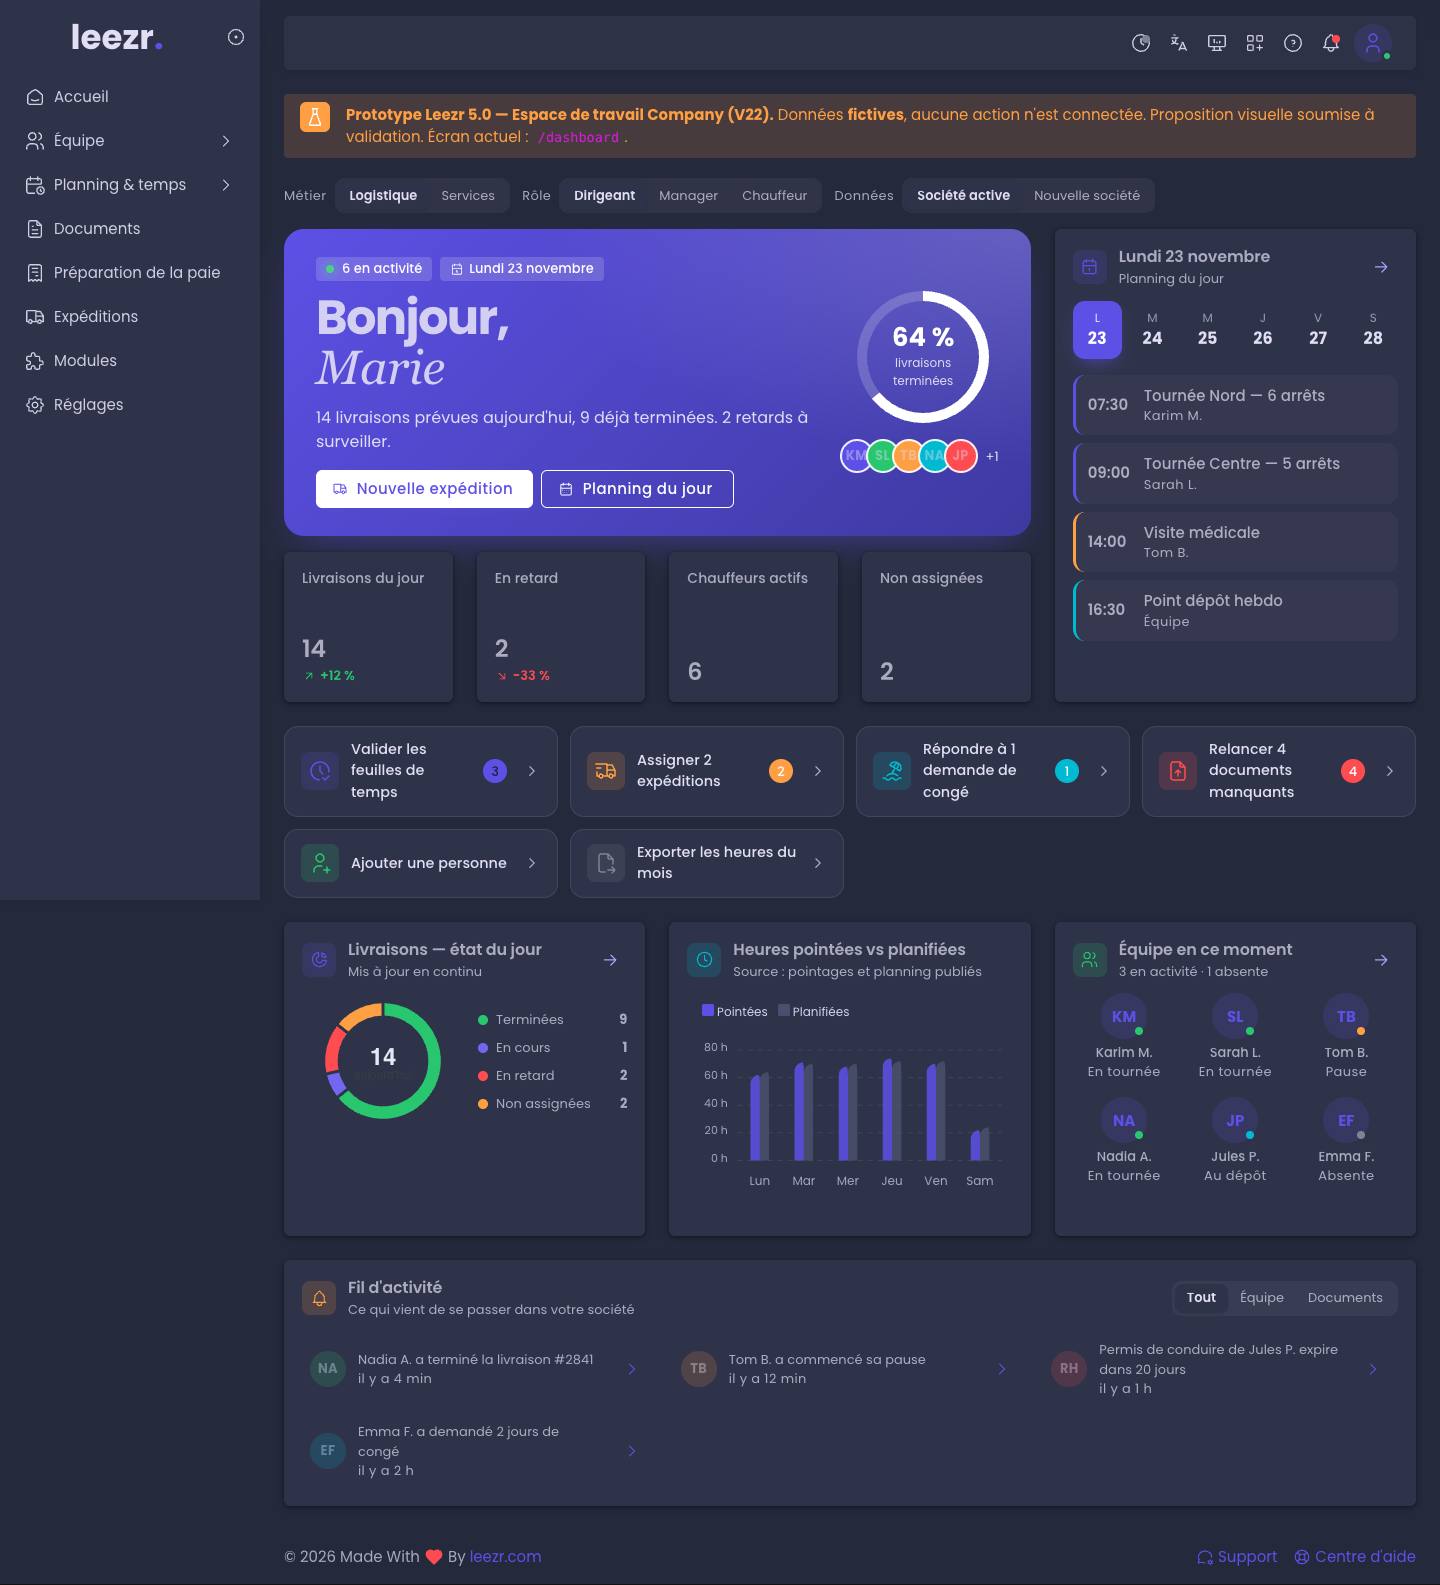 leezr.
Accueil
Équipe
Planning & temps
Documents
Préparation de la paie
Expéditions
Modules
Réglages
Prototype Leezr 5.0 — Espace de travail Company (V22). Données fictives, aucune action n'est connectée. Proposition visuelle soumise à
validation. Écran actuel : /dashboard .
Métier Logistique Services Rôle Dirigeant Manager Chauffeur Données Société active Nouvelle société
6 en activité Lundi 23 novembre
Bonjour,
Marie
14 livraisons prévues aujourd'hui, 9 déjà terminées. 2 retards à
surveiller.
Nouvelle expédition Planning du jour
64 %
livraisons
terminées
KM SL TB NA JP +1
Lundi 23 novembre
Planning du jour
L M M J V S
23 24 25 26 27 28
07:30 Tournée Nord — 6 arrêts
Karim M.
09:00 Tournée Centre — 5 arrêts
Sarah L.
14:00 Visite médicale
Tom B.
16:30 Point dépôt hebdo
Équipe
Livraisons du jour
14
+12 %
En retard
2
-33 %
Chauffeurs actifs
6
Non assignées
2
Valider les
feuilles de
temps
3
Assigner 2
expéditions
2
Répondre à 1
demande de
congé
1
Relancer 4
documents
manquants
4
Ajouter une personne
Exporter les heures du
mois
Livraisons — état du jour
Mis à jour en continu
14
Terminées 9
En cours 1
En retard 2
Non assignées 2
Heures pointées vs planifiées
Source : pointages et planning publiés
Pointées Planifiées
80 h
60 h
40 h
20 h
0 h
Lun Mar Mer Jeu Ven Sam
Équipe en ce moment
3 en activité · 1 absente
KM SL TB
Karim M. Sarah L. Tom B.
En tournée En tournée Pause
NA JP EF
Nadia A. Jules P. Emma F.
En tournée Au dépôt Absente
Fil d'activité
Ce qui vient de se passer dans votre société
Tout Équipe Documents
NA
Nadia A. a terminé la livraison #2841
il y a 4 min
TB
Tom B. a commencé sa pause
il y a 12 min
RH
Permis de conduire de Jules P. expire
dans 20 jours
il y a 1 h
EF
Emma F. a demandé 2 jours de
congé
il y a 2 h
© 2026 Made With By leezr.com
Support Centre d'aide